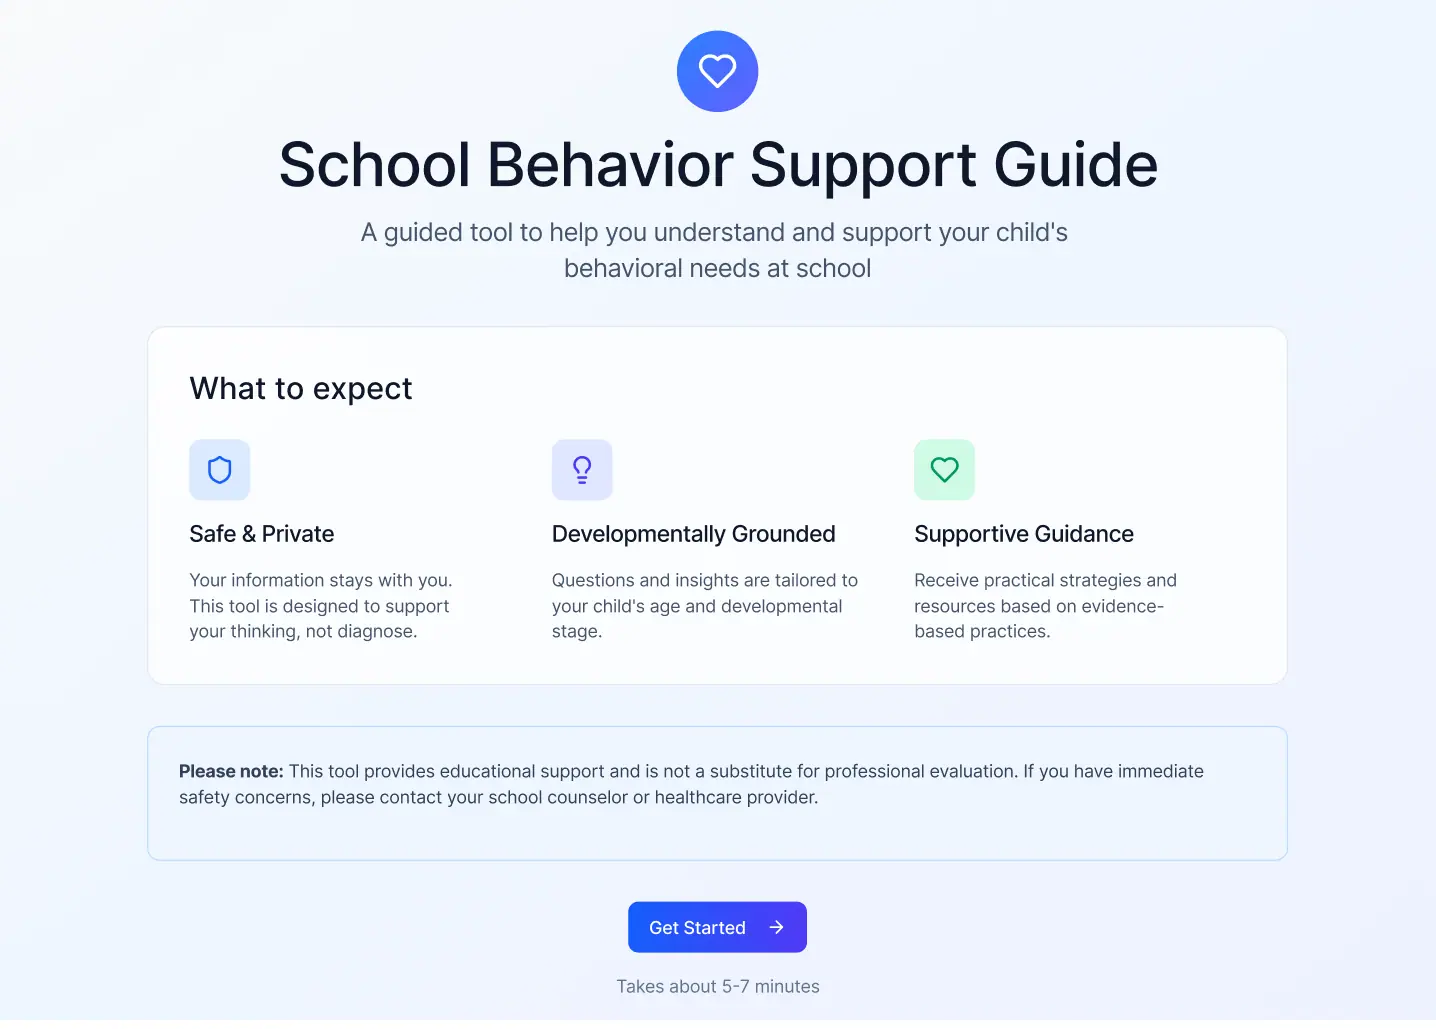 School Behavior Support Guide
A guided tool to help you understand and support your child's
behavioral needs at school
What to expect
Safe & Private
Your information stays with you.
This tool is designed to support
your thinking, not diagnose.
Developmentally Grounded
Questions and insights are tailored to
your child's age and developmental
stage.
Supportive Guidance
Receive practical strategies and
resources based on evidence-
based practices.
Please note: This tool provides educational support and is not a substitute for professional evaluation. If you have immediate
safety concerns, please contact your school counselor or healthcare provider.
Get Started
Takes about 5-7 minutes